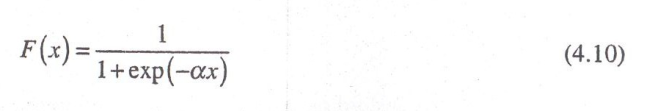 F(x) = 1 / (1 + exp(−αx)) (4.10)